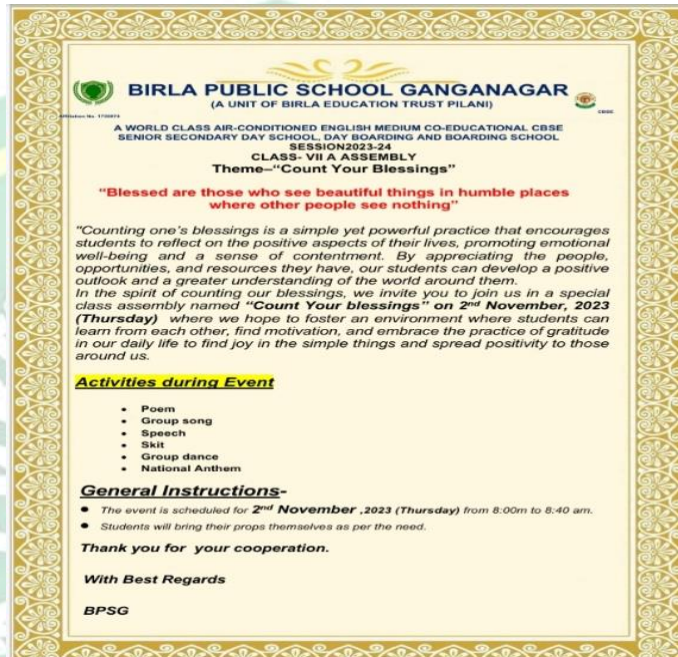 BIRLA PUBLIC SCHOOL GANGANAGAR
(A UNIT OF BIRLA EDUCATION TRUST PILANI)
Affiliation No. 1730074
CBSE
A WORLD CLASS AIR-CONDITIONED ENGLISH MEDIUM CO-EDUCATIONAL CBSE
SENIOR SECONDARY DAY SCHOOL, DAY BOARDING AND BOARDING SCHOOL
SESSION2023-24
CLASS- VII A ASSEMBLY
Theme–“Count Your Blessings”
“Blessed are those who see beautiful things in humble places
where other people see nothing”
"Counting one’s blessings is a simple yet powerful practice that encourages
students to reflect on the positive aspects of their lives, promoting emotional
well-being and a sense of contentment. By appreciating the people,
opportunities, and resources they have, our students can develop a positive
outlook and a greater understanding of the world around them.
In the spirit of counting our blessings, we invite you to join us in a special
class assembly named “Count Your blessings” on 2nd November, 2023
(Thursday) where we hope to foster an environment where students can
learn from each other, find motivation, and embrace the practice of gratitude
in our daily life to find joy in the simple things and spread positivity to those
around us.
Activities during Event
• Poem
• Group song
• Speech
• Skit
• Group dance
• National Anthem
General Instructions-
• The event is scheduled for 2nd November ,2023 (Thursday) from 8:00m to 8:40 am.
• Students will bring their props themselves as per the need.
Thank you for your cooperation.
With Best Regards
BPSG